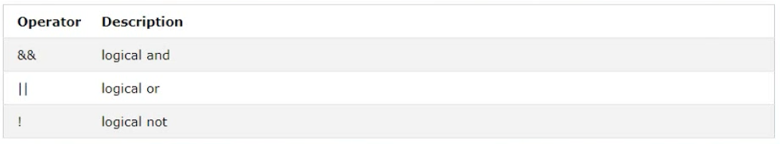 Operator Description
&& logical and
|| logical or
! logical not